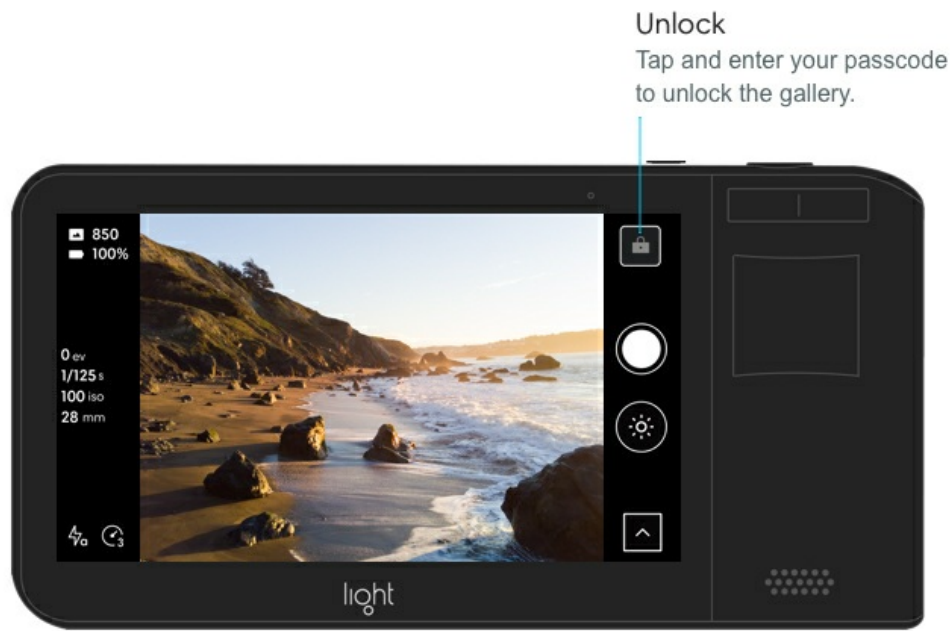 Unlock
Tap and enter your passcode
to unlock the gallery.
850
100%
0 ev
1/125 s
100 iso
28 mm
a
3
light